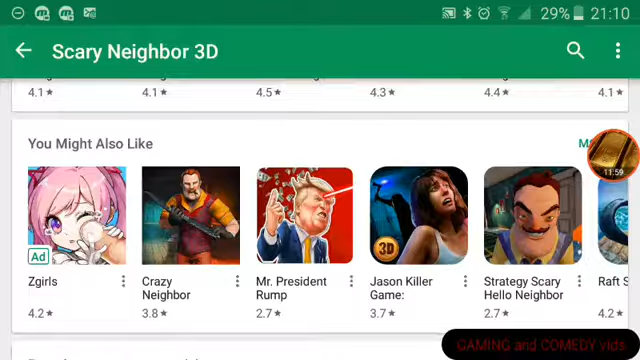 29% 21:10
Scary Neighbor 3D
4.1★ 4.1★ 4.5★ 4.3★ 4.4★ 4.1★
You Might Also Like
11:59
3D
Ad
Zgirls
Crazy Neighbor
Mr. President Rump
Jason Killer Game:
Strategy Scary Hello Neighbor
Raft S
4.2★ 3.8★ 2.7★ 3.7★ 2.7★ 4.2★
GAMING and COMEDY vids